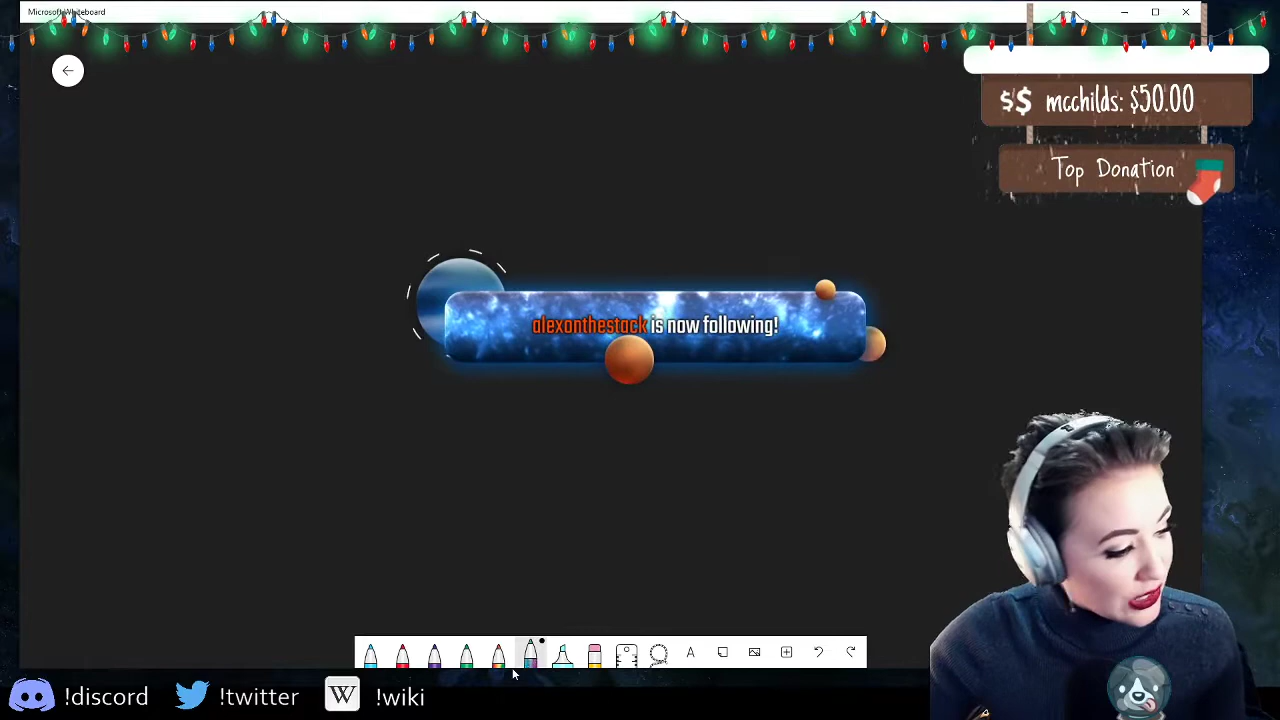 Microsoft Whiteboard
$$ mcchilds: $50.00
Top Donation
alexonthestack is now following!
A
!discord
!twitter
W
!wiki